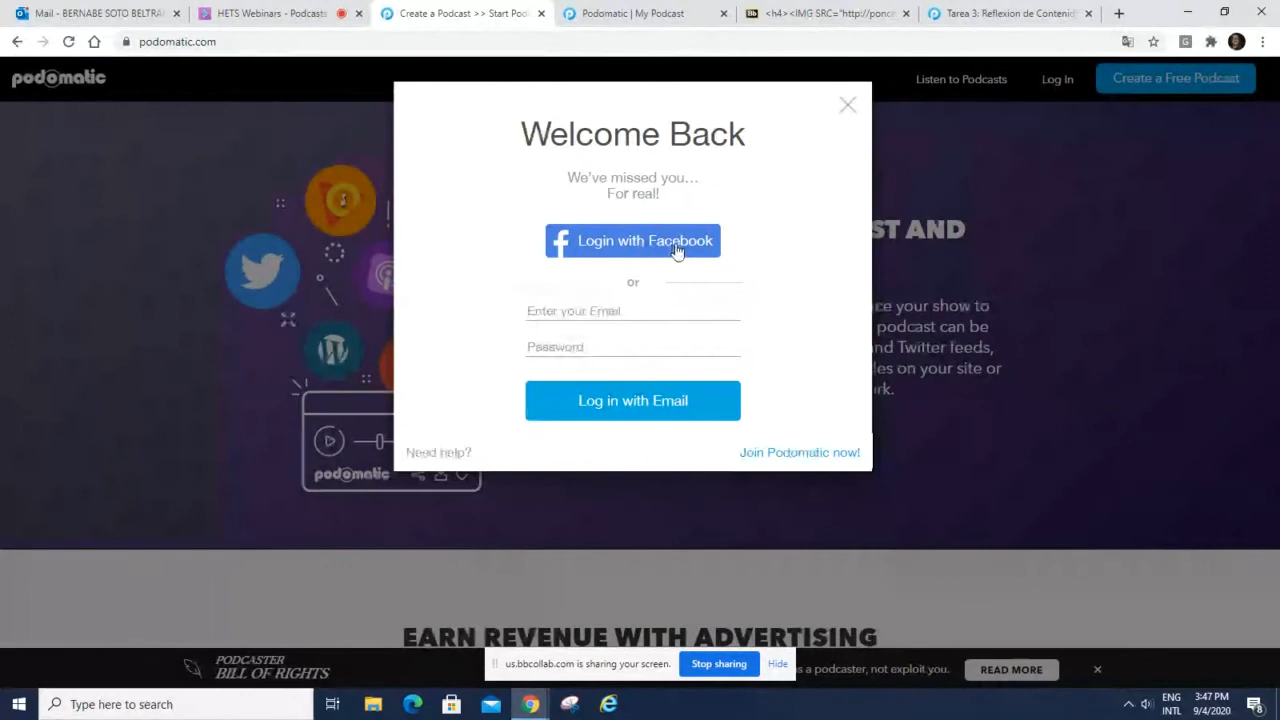 Mail - BERNABE SOTO BELTRA
HETS Webinars - Podcasts
Create a Podcast >> Start Pod
Podomatic | My Podcast
<h4><IMG SRC="http://ponce
Tarea 3: Reflexion de Contenid
podomatic.com
podomatic
Listen to Podcasts
Log In
Create a Free Podcast
Welcome Back
We've missed you...
For real!
Login with Facebook
or
Enter your Email
Password
Log in with Email
Need help?
Join Podomatic now!
ST AND
ce your show to
podcast can be
nd Twitter feeds,
les on your site or
rk.
podomatic
EARN REVENUE WITH ADVERTISING
PODCASTER
BILL OF RIGHTS
us.bbcollab.com is sharing your screen.
Stop sharing
Hide
s a podcaster, not exploit you.
READ MORE
Type here to search
ENG
INTL
3:47 PM
9/4/2020
8